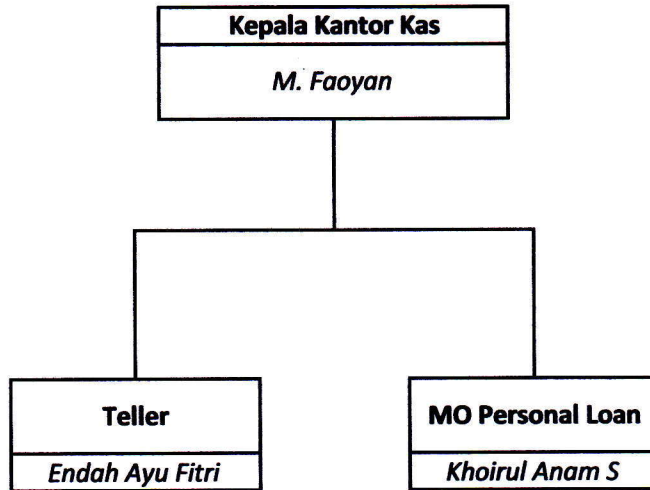 Kepala Kantor Kas
M. Faoyan
Teller
MO Personal Loan
Endah Ayu Fitri
Khoirul Anam S